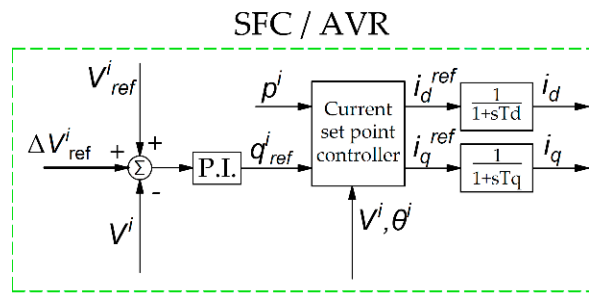 SFC / AVR
V^i_ref
p^i
Current
set point
controller
i_d^ref
1
1+sTd
i_d
ΔV^i_ref
+
+
Σ
-
P.I.
q^i_ref
i_q^ref
1
1+sTq
i_q
V^i
V^i,θ^i